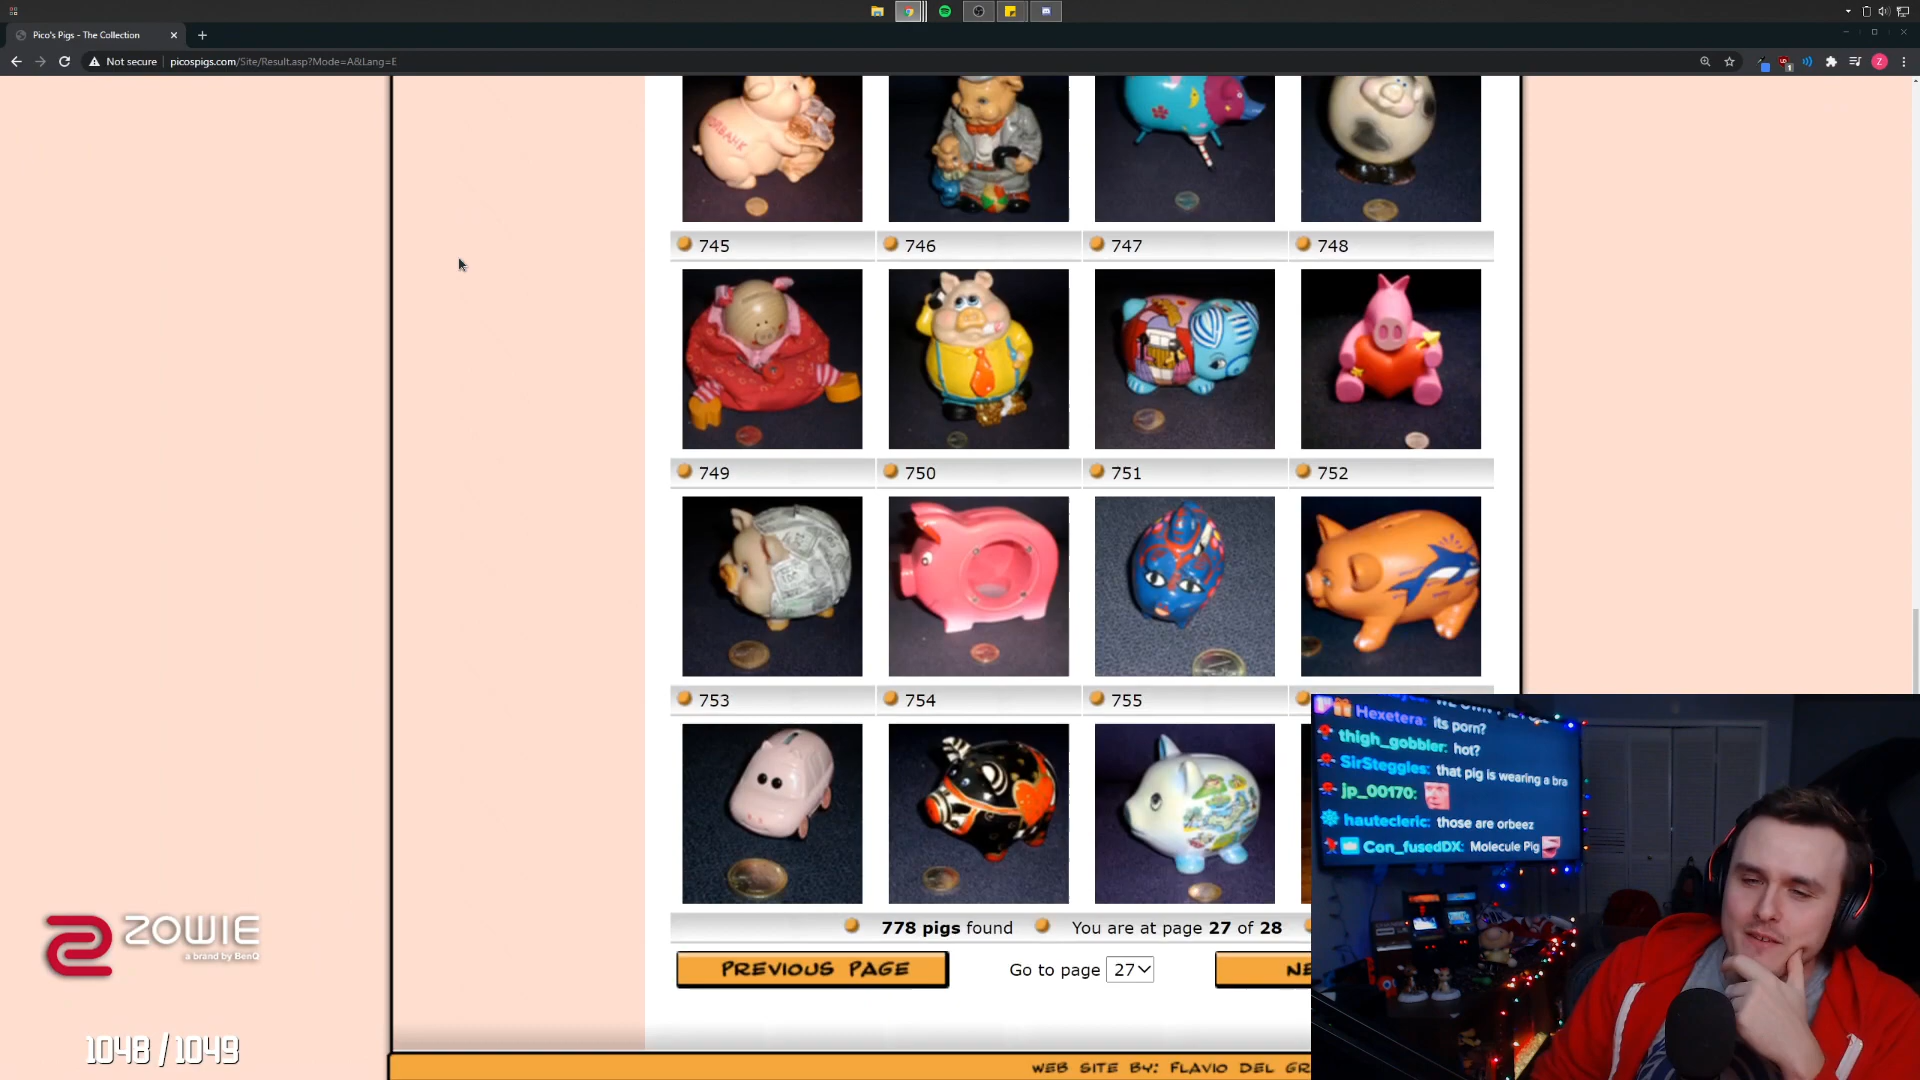 Pico's Pigs - The Collection
Not secure
picospigs.com/Site/Result.asp?Mode=A&Lang=E
ORBANK
745
746
747
748
749
750
751
752
753
754
755
778 pigs found
You are at page 27 of 28
PREVIOUS PAGE
Go to page 27
NE
WEB SITE BY: FLAVIO DEL GR
ZOWIE
a brand by BenQ
1048 / 1049
Hexetera: its porn?
thigh_gobbler: hot?
SirSteggles: that pig is wearing a bra
jp_00170:
hautecleric: those are orbeez
Con_fusedDX: Molecule Pig